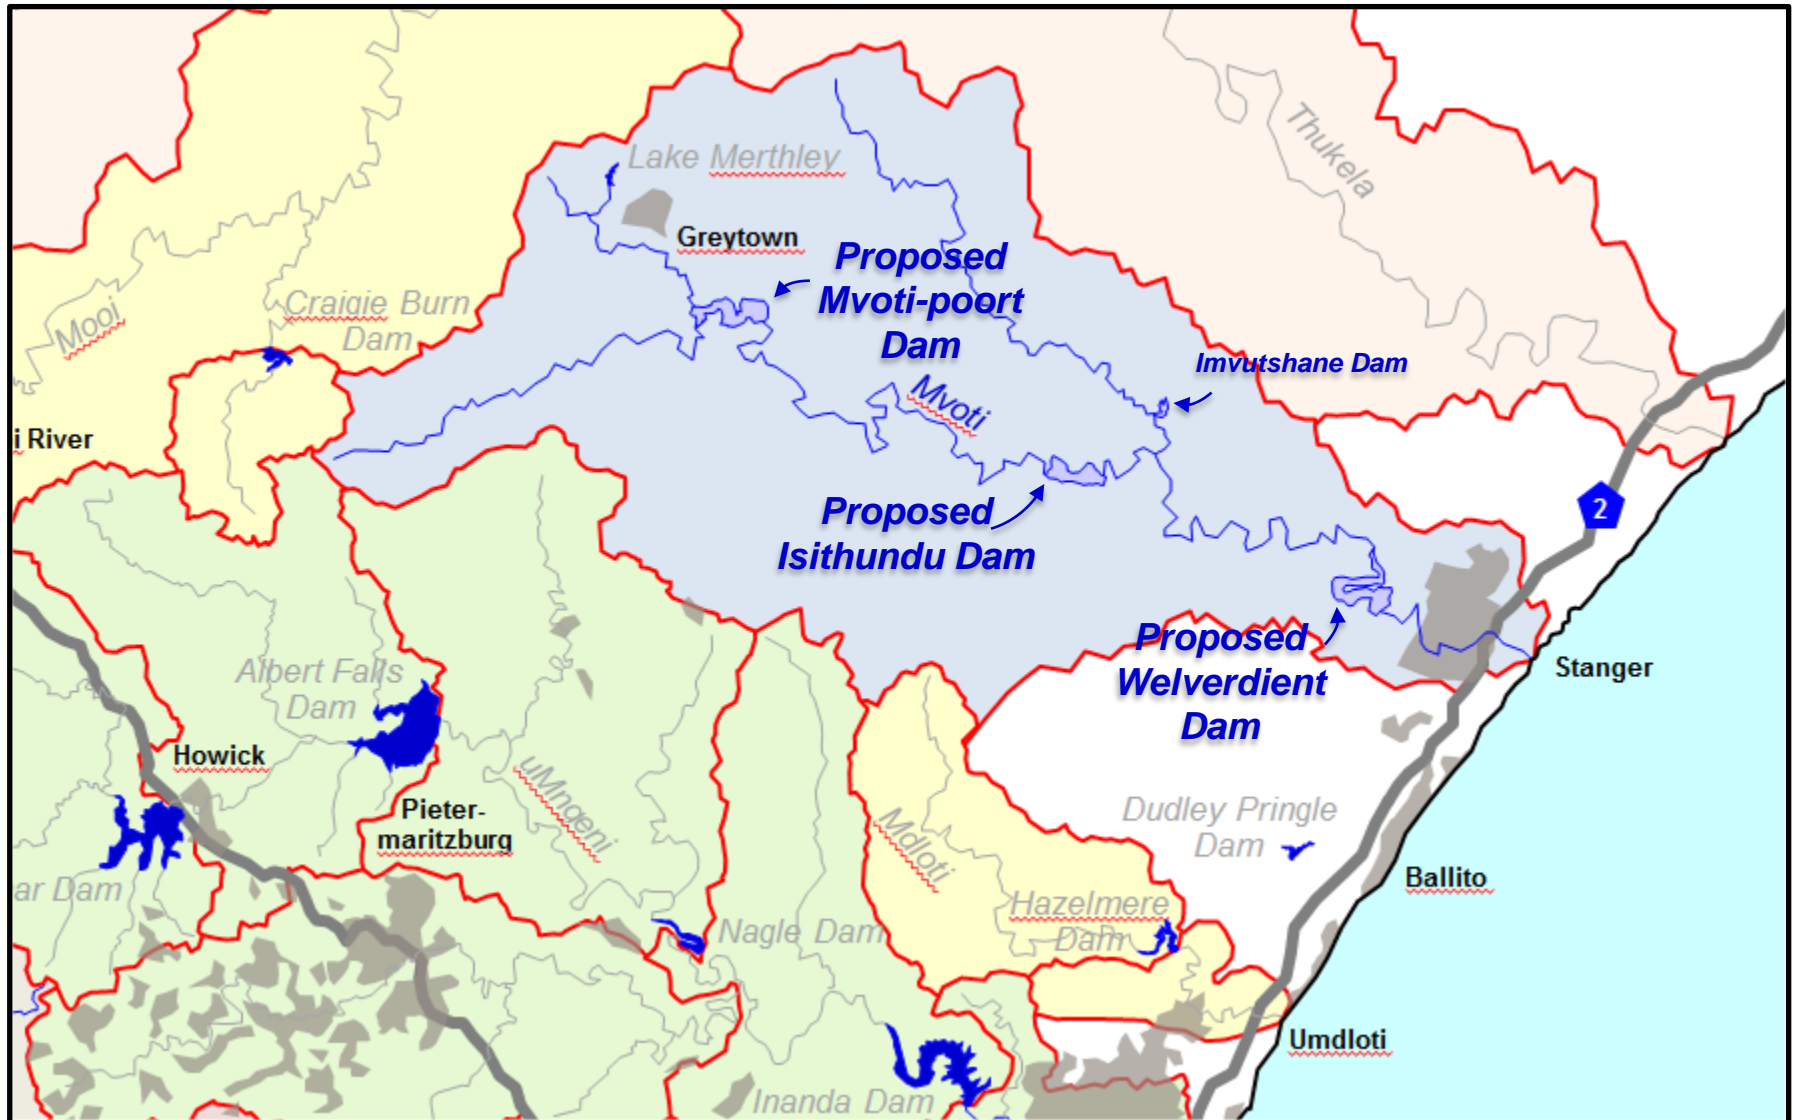 Lake Merthley
Thukela
Greytown
Proposed
Mvoti-poort
Dam
Mooi
Craigie Burn
Dam
Imvutshane Dam
Mvoti
i River
Proposed
Isithundu Dam
2
Proposed
Welverdient
Dam
Stanger
Albert Falls
Dam
Howick
uMngeni
Pieter-
maritzburg
Mdloti
Dudley Pringle
Dam
Ballito
ar Dam
Hazelmere
Dam
Nagle Dam
Umdloti
Inanda Dam